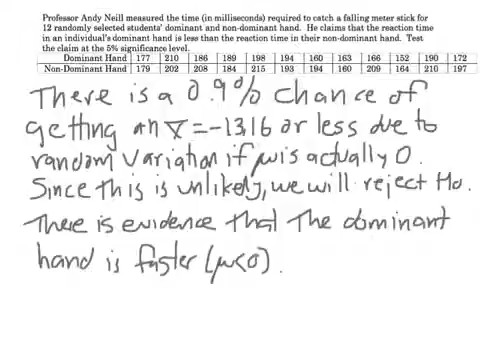 Professor Andy Neill measured the time (in milliseconds) required to catch a falling meter stick for
12 randomly selected students' dominant and non-dominant hand. He claims that the reaction time
in an individual's dominant hand is less than the reaction time in their non-dominant hand. Test
the claim at the 5% significance level.
Dominant Hand | 177 | 210 | 186 | 189 | 198 | 194 | 160 | 163 | 166 | 152 | 190 | 172
Non-Dominant Hand | 179 | 202 | 208 | 184 | 215 | 193 | 194 | 160 | 209 | 164 | 210 | 197
There is a 0.9% chance of
getting an x̄ = -13.16 or less due to
random variation if μ is actually 0.
Since this is unlikely, we will reject H₀.
There is evidence that the dominant
hand is faster (μ<0).